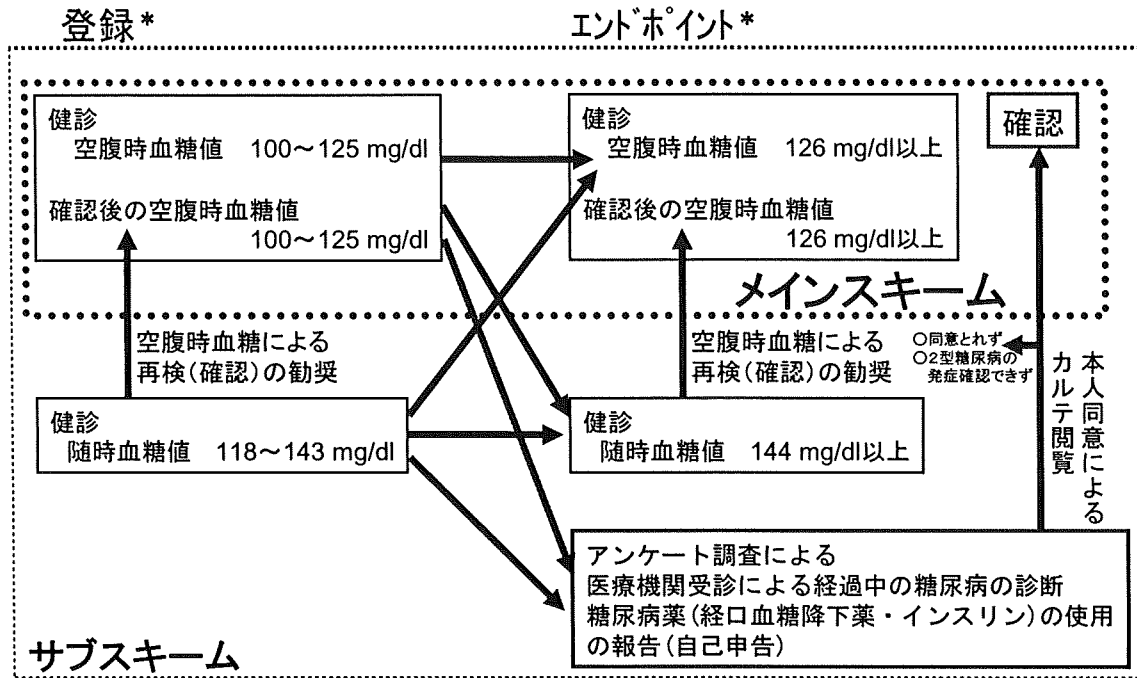 登録*
エンドポイント*
健診
空腹時血糖値 100~125 mg/dl
確認後の空腹時血糖値
100~125 mg/dl
健診
空腹時血糖値 126 mg/dl以上
確認後の空腹時血糖値
126 mg/dl以上
確認
メインスキーム
空腹時血糖による
再検(確認)の勧奨
空腹時血糖による
再検(確認)の勧奨
○同意とれず
○2型糖尿病の
発症確認できず
本人同意による
カルテ閲覧
健診
随時血糖値 118~143 mg/dl
健診
随時血糖値 144 mg/dl以上
アンケート調査による
医療機関受診による経過中の糖尿病の診断
糖尿病薬(経口血糖降下薬・インスリン)の使用
の報告(自己申告)
サブスキーム